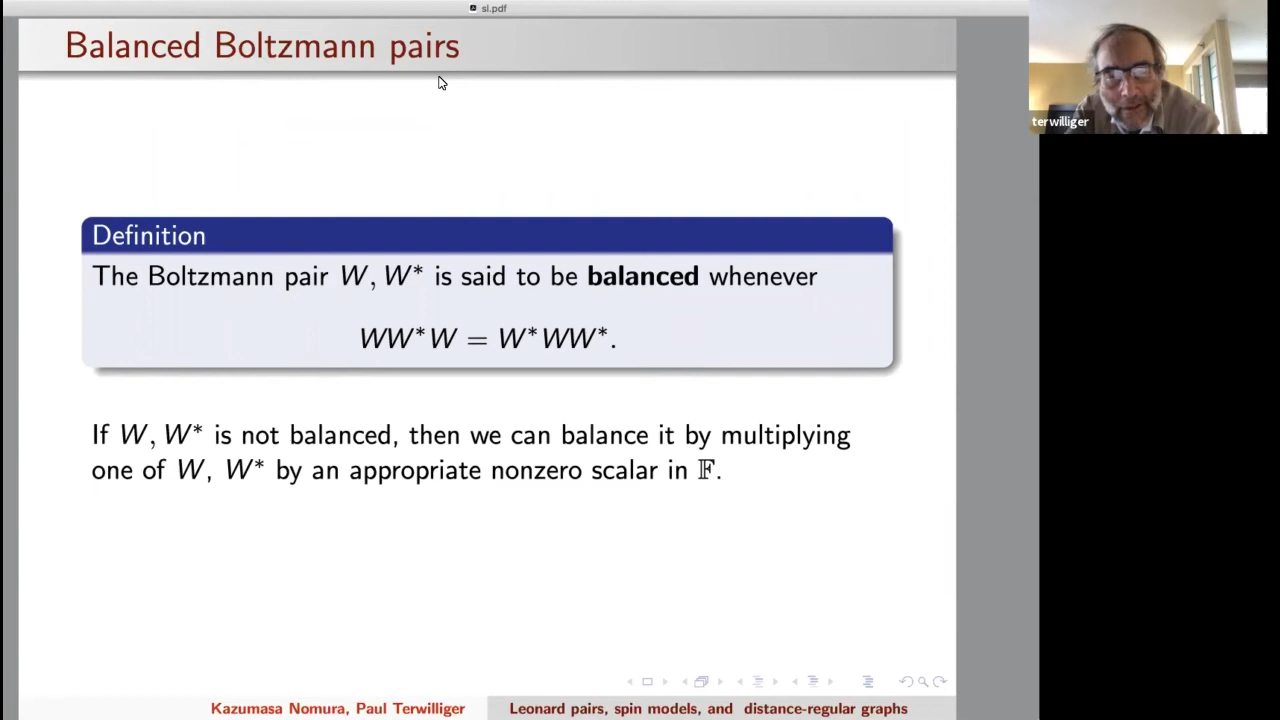 sl.pdf
Balanced Boltzmann pairs
terwilliger
Definition
The Boltzmann pair W, W* is said to be balanced whenever
WW*W = W*WW*.
If W, W* is not balanced, then we can balance it by multiplying
one of W, W* by an appropriate nonzero scalar in 𝔽.
Kazumasa Nomura, Paul Terwilliger
Leonard pairs, spin models, and distance-regular graphs